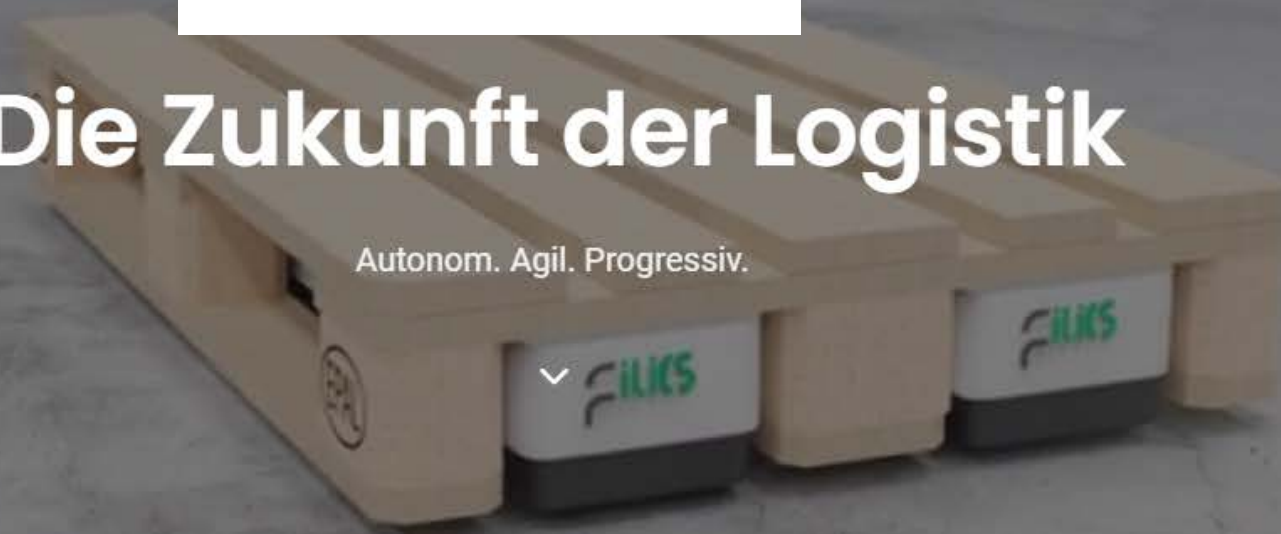 Die Zukunft der Logistik
Autonom. Agil. Progressiv.
EPAL
FiLiCS
FiLiCS